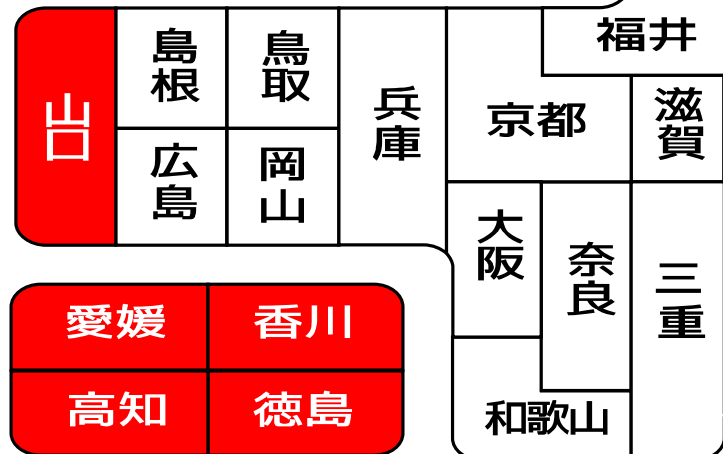 福井
島根
鳥取
兵庫
京都
滋賀
山口
広島
岡山
大阪
奈良
三重
愛媛
香川
高知
徳島
和歌山